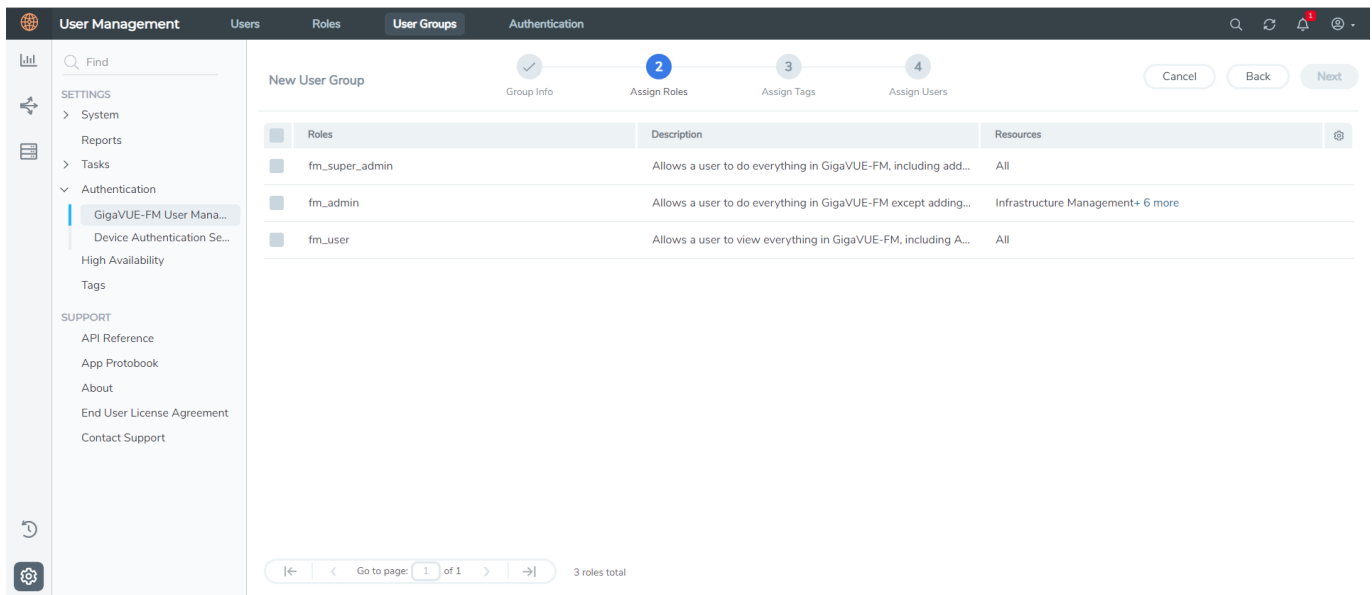 User Management Users Roles User Groups Authentication 1
Find
SETTINGS
System
Reports
Tasks
Authentication
GigaVUE-FM User Mana...
Device Authentication Se...
High Availability
Tags
SUPPORT
API Reference
App Protobook
About
End User License Agreement
Contact Support
New User Group
2 3 4
Group Info Assign Roles Assign Tags Assign Users
Cancel Back Next
Roles Description Resources
fm_super_admin Allows a user to do everything in GigaVUE-FM, including add... All
fm_admin Allows a user to do everything in GigaVUE-FM except adding... Infrastructure Management+ 6 more
fm_user Allows a user to view everything in GigaVUE-FM, including A... All
Go to page: 1 of 1 3 roles total